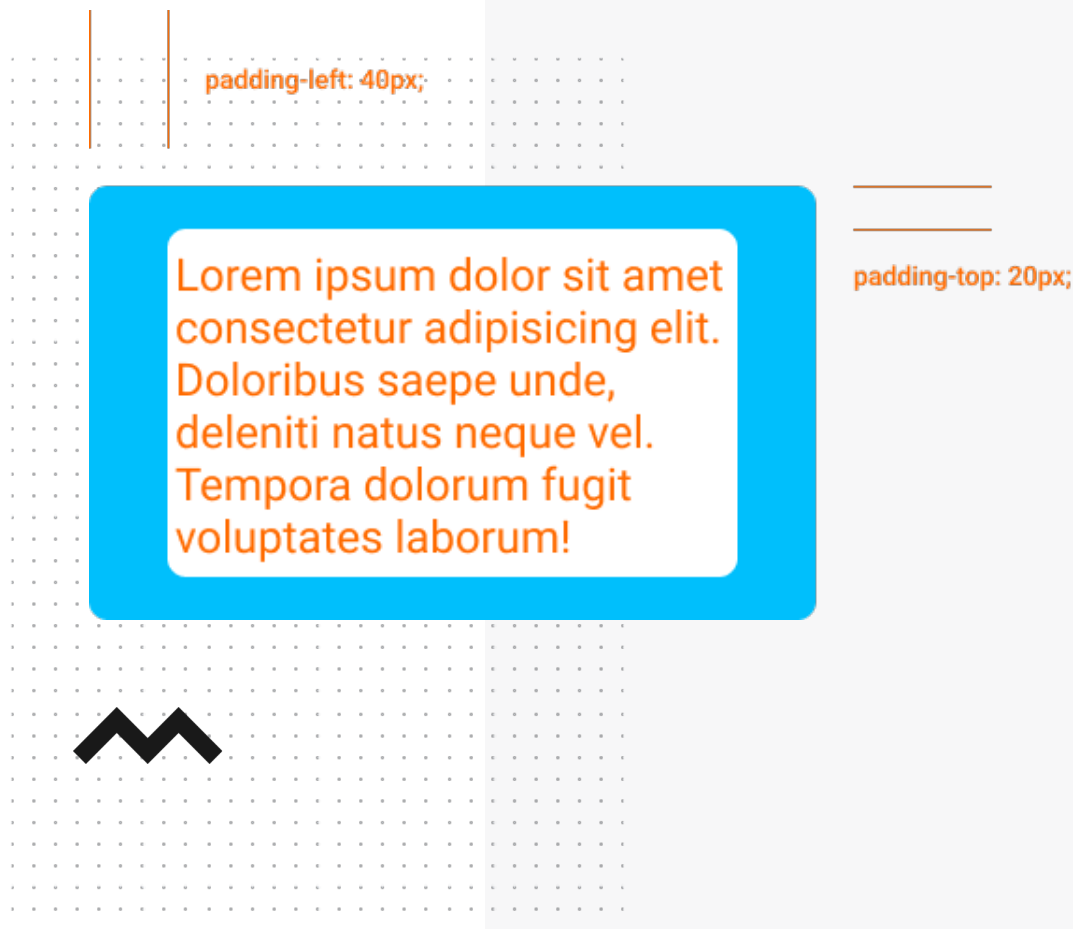 padding-left: 40px;
Lorem ipsum dolor sit amet
consectetur adipisicing elit.
Doloribus saepe unde,
deleniti natus neque vel.
Tempora dolorum fugit
voluptates laborum!
padding-top: 20px;